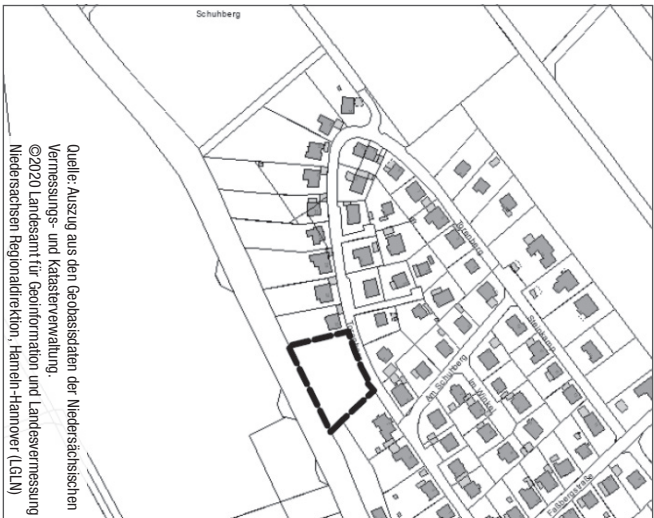 Schuhberg
Steinkamp
Am Schuhberg
Im Winkel
Faßbergstraße
Quelle: Auszug aus den Geobasisdaten der Niedersächsischen
Vermessungs- und Katasterverwaltung.
©2020 Landesamt für Geoinformation und Landesvermessung
Niedersachsen Regionaldirektion, Hameln-Hannover (LGLN)